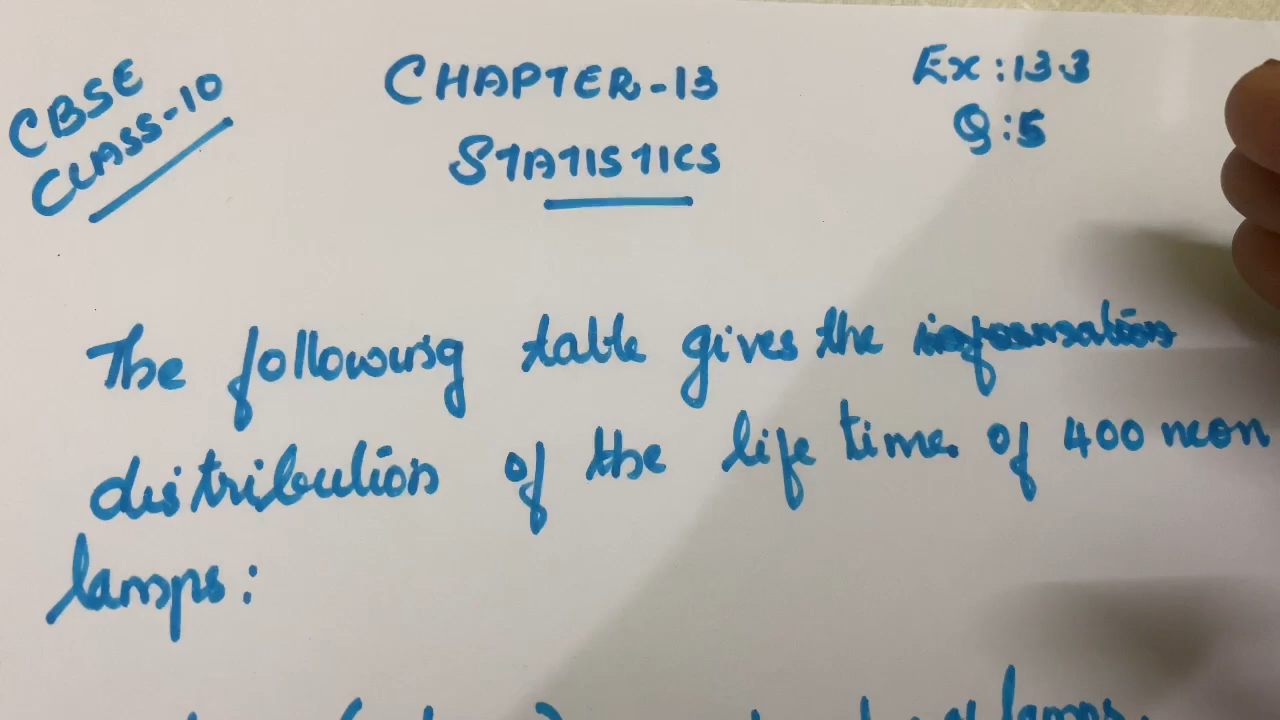 CBSE
CLASS-10
CHAPTER-13
STATISTICS
Ex:13.3
Q:5
The following table gives the
distribution of the life time of 400 neon
lamps:
lamps.